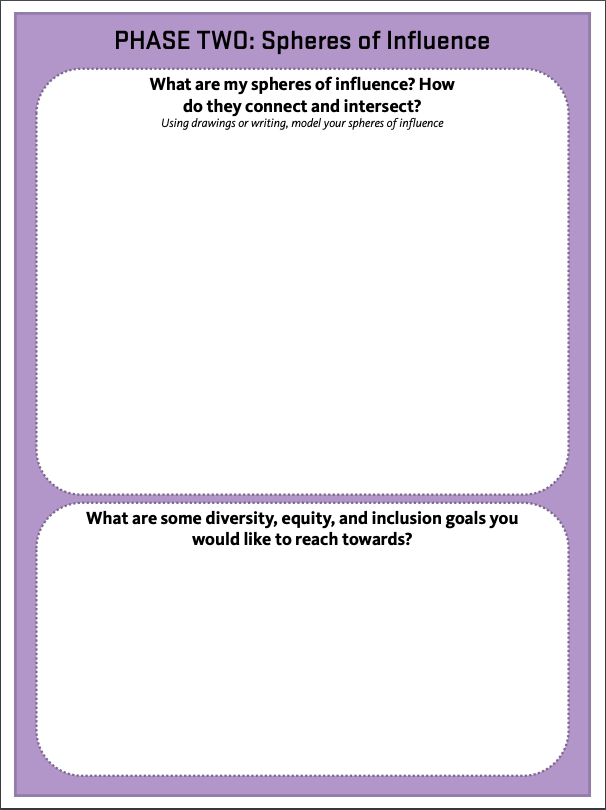 PHASE TWO: Spheres of Influence
What are my spheres of influence? How
do they connect and intersect?
Using drawings or writing, model your spheres of influence
What are some diversity, equity, and inclusion goals you
would like to reach towards?